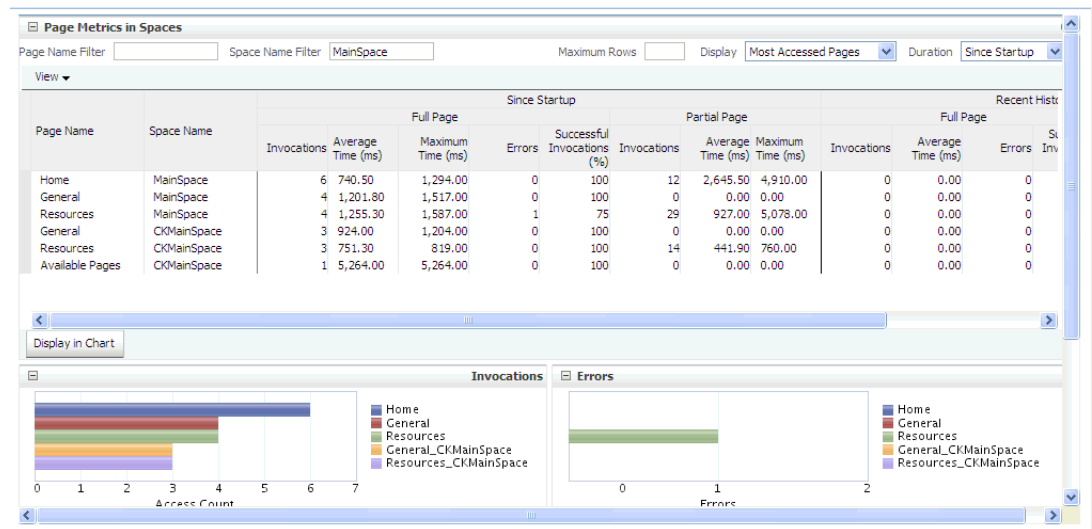 Page Metrics in Spaces
Page Name Filter Space Name Filter MainSpace Maximum Rows Display Most Accessed Pages Duration Since Startup
View
Since Startup
Full Page Partial Page Full Page
Page Name Space Name Invocations Average Time (ms) Maximum Time (ms) Errors Successful Invocations (%) Invocations Average Time (ms) Maximum Time (ms) Invocations Average Time (ms) Errors
Home MainSpace 6 740.50 1,294.00 0 100 12 2,645.50 4,910.00 0 0.00 0
General MainSpace 4 1,201.80 1,517.00 0 100 0 0.00 0.00 0 0.00 0
Resources MainSpace 4 1,255.30 1,587.00 1 75 29 927.00 5,078.00 0 0.00 0
General CKMainSpace 3 924.00 1,204.00 0 100 0 0.00 0.00 0 0.00 0
Resources CKMainSpace 3 751.30 819.00 0 100 14 441.90 760.00 0 0.00 0
Available Pages CKMainSpace 1 5,264.00 5,264.00 0 100 0 0.00 0.00 0 0.00 0
Display in Chart
Invocations
Home
General
Resources
General_CKMainSpace
Resources_CKMainSpace
0 1 2 3 4 5 6 7
Access Count
Errors
Home
General
Resources
General_CKMainSpace
Resources_CKMainSpace
0 1 2
Errors